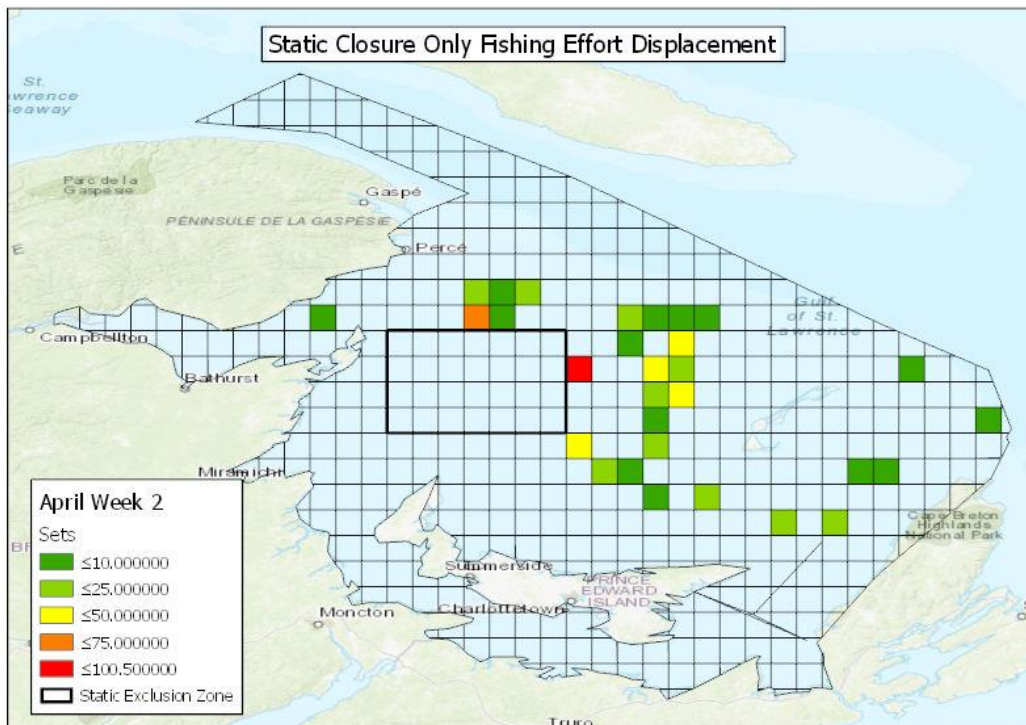 Static Closure Only Fishing Effort Displacement
St.
Lawrence
Seaway
Parc de la
Gaspésie
Gaspé
PÉNINSULE DE LA GASPÉSIE
Percé
Gulf
of St.
Lawrence
Campbellton
Bathurst
Miramichi
Cape Breton
Highlands
National Park
Summerside
PRINCE
EDWARD
ISLAND
Charlottetown
Moncton
Truro
April Week 2
Sets
≤10.000000
≤25.000000
≤50.000000
≤75.000000
≤100.500000
Static Exclusion Zone